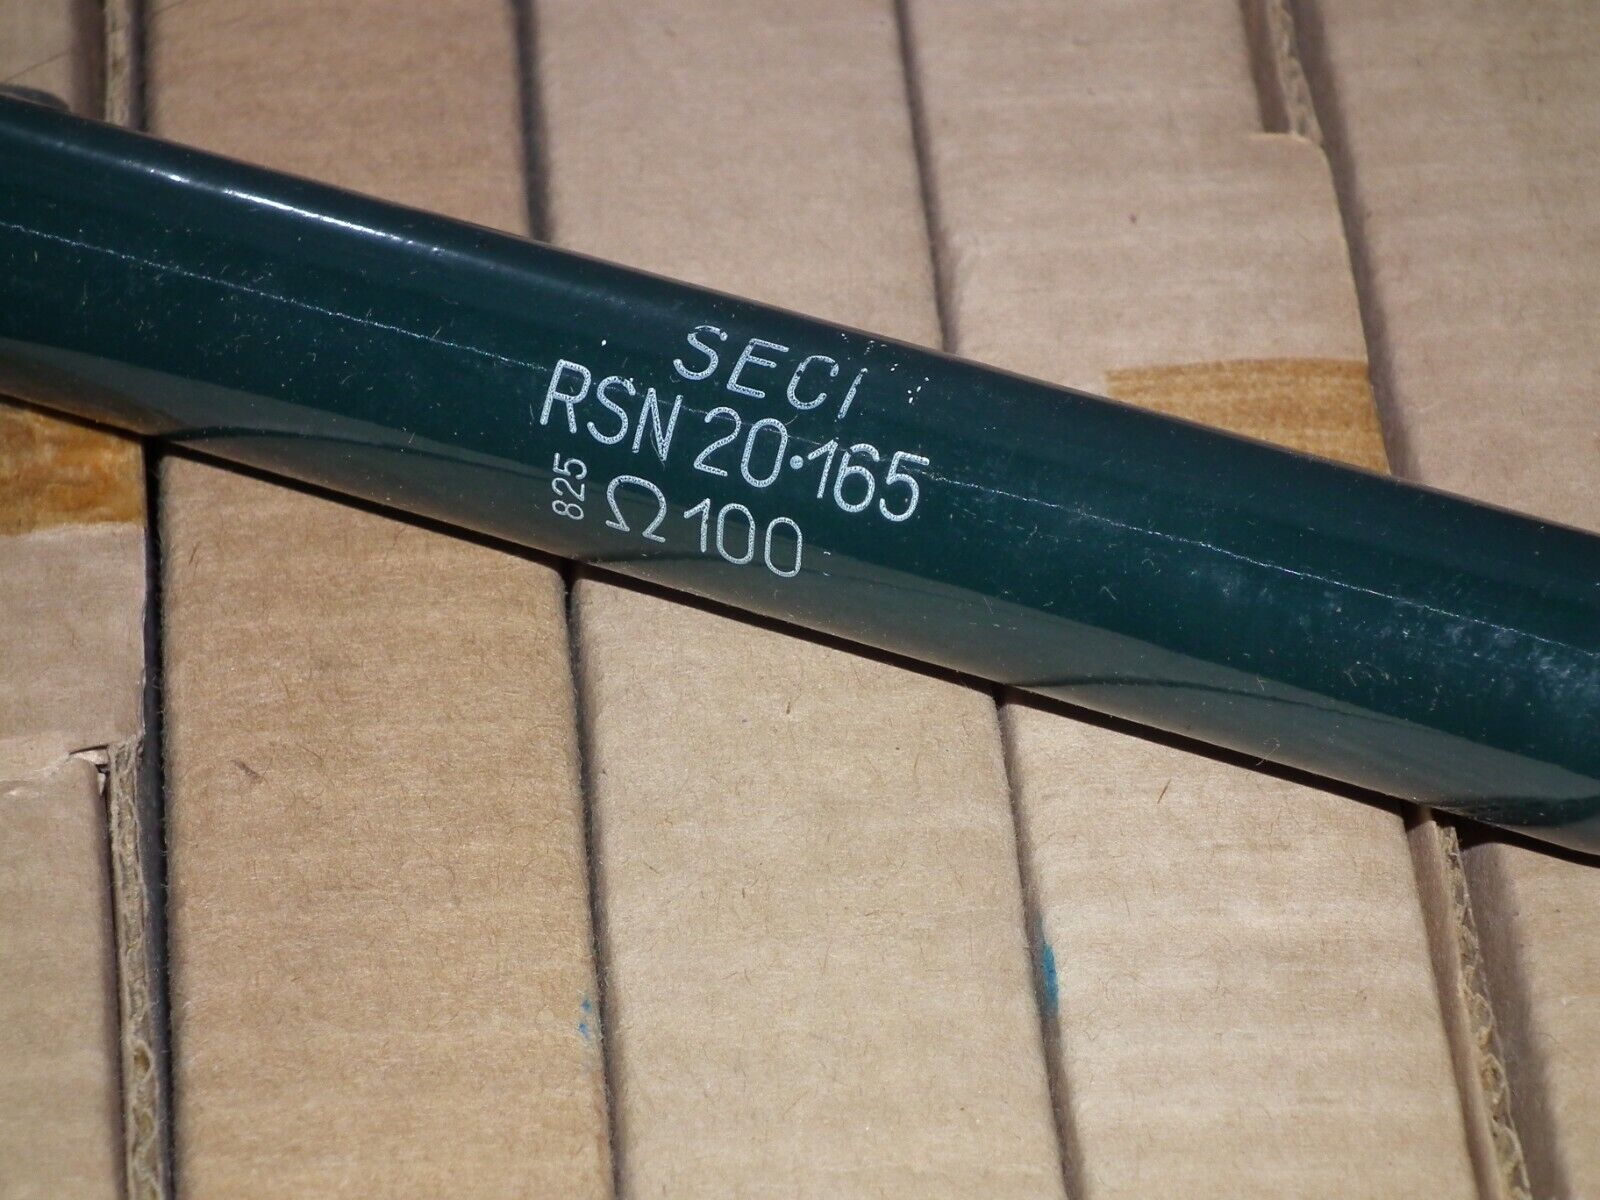 SECI
RSN 20·165
825 Ω 100